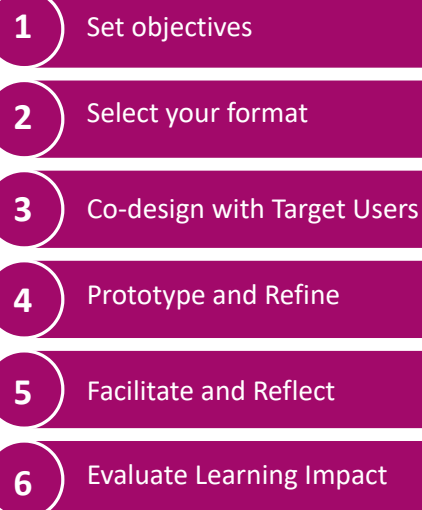 1 Set objectives
2 Select your format
3 Co-design with Target Users
4 Prototype and Refine
5 Facilitate and Reflect
6 Evaluate Learning Impact